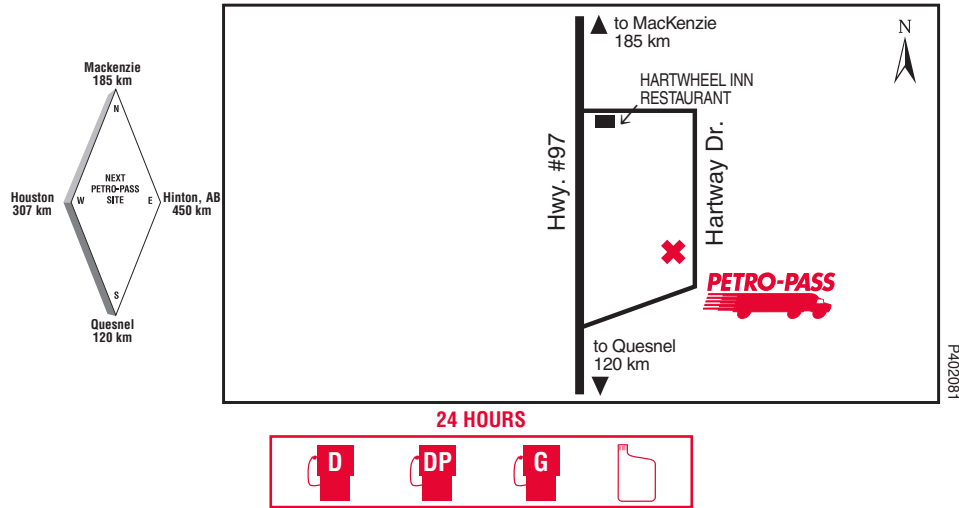 Mackenzie
185 km
N
NEXT
PETRO-PASS
SITE
W
E
Houston
307 km
Hinton, AB
450 km
S
Quesnel
120 km
to MacKenzie
185 km
N
HARTWHEEL INN
RESTAURANT
Hwy. #97
Hartway Dr.
PETRO-PASS
to Quesnel
120 km
P402081
24 HOURS
D
DP
G